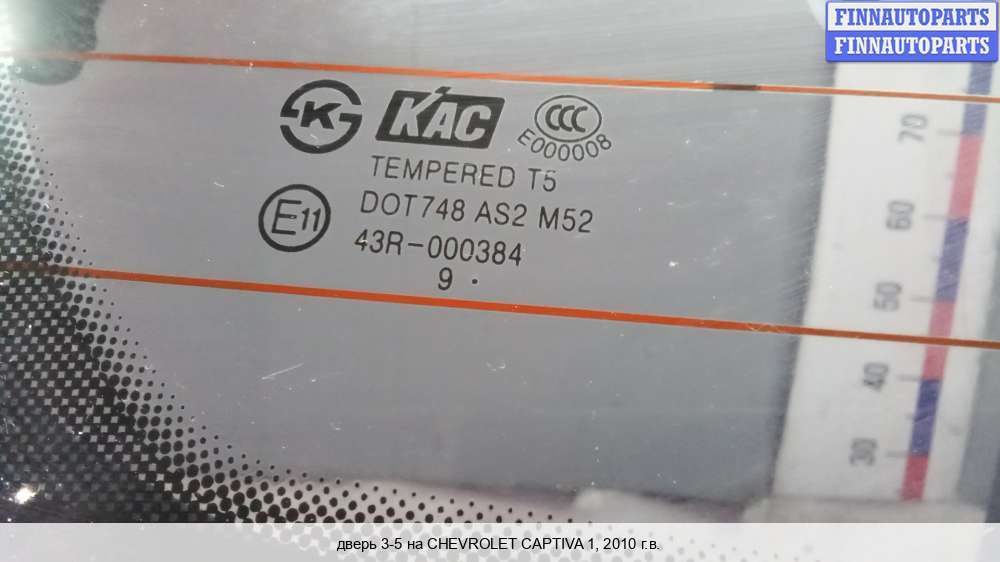 FINNAUTOPARTS
FINNAUTOPARTS
K KAC CCC
E000008
TEMPERED T5
E11 DOT748 AS2 M52
43R-000384
9 .
70
60
50
40
30
дверь 3-5 на CHEVROLET CAPTIVA 1, 2010 г.в.